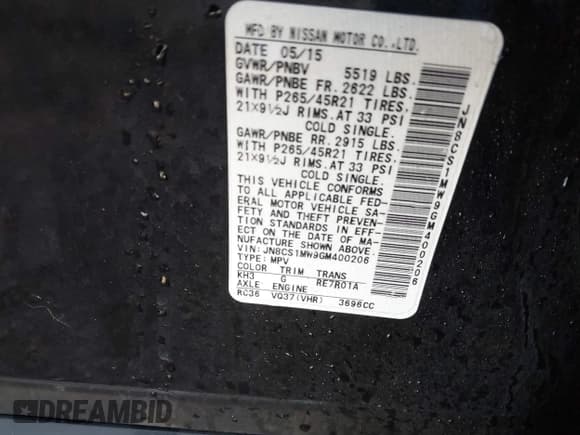 MFD BY NISSAN MOTOR CO.,LTD.
DATE 05/15
GVWR/PNBV 5519 LBS.
GAWR/PNBE FR. 2622 LBS.
WITH P265/45R21 TIRES.
21×9½J RIMS.AT 33 PSI
COLD SINGLE.
GAWR/PNBE RR. 2915 LBS.
WITH P265/45R21 TIRES.
21×9½J RIMS.AT 33 PSI
COLD SINGLE.
THIS VEHICLE CONFORMS
TO ALL APPLICABLE FED-
ERAL MOTOR VEHICLE SA-
FETY AND THEFT PREVEN-
TION STANDARDS IN EFF-
ECT ON THE DATE OF MA-
NUFACTURE SHOWN ABOVE.
VIN:JN8CS1MW9GM400206
TYPE: MPV
COLOR TRIM TRANS
KH3 G RE7R01A
AXLE ENGINE
RC36 VQ37(VHR) 3696CC
JN8CS1MW9GM400206
DREAMBID